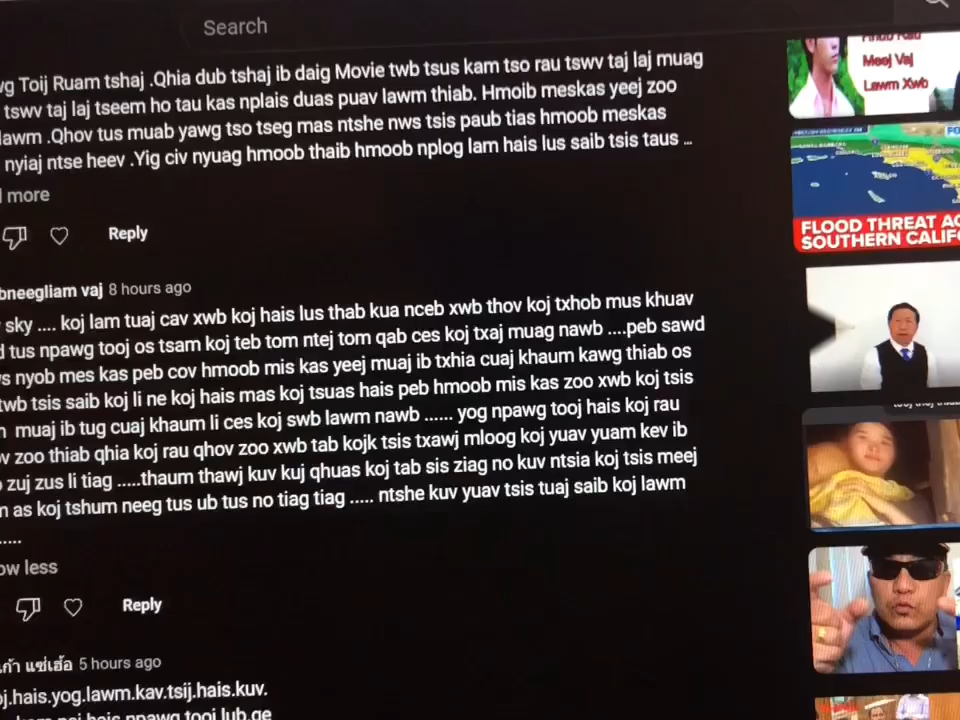 Search
Toij Ruam tshaj .Qhia dub tshaj ib daig Movie twb tsus kam tso rau tswv taj laj muag
tswv taj laj tseem ho tau kas nplais duas puav lawm thiab. Hmoib meskas yeej zoo
lawm .Qhov tus muab yawg tso tseg mas ntshe nws tsis paub tias hmoob meskas
nyiaj ntse heev .Yig civ nyuag hmoob thaib hmoob nplog lam hais lus saib tsis taus ...
more
Reply
bneegliam vaj 8 hours ago
sky .... koj lam tuaj cav xwb koj hais lus thab kua nceb xwb thov koj txhob mus khuav
tus npawg tooj os tsam koj teb tom ntej tom qab ces koj txaj muag nawb ....peb sawd
nyob mes kas peb cov hmoob mis kas yeej muaj ib txhia cuaj khaum kawg thiab os
twb tsis saib koj li ne koj hais mas koj tsuas hais peb hmoob mis kas zoo xwb koj tsis
muaj ib tug cuaj khaum li ces koj swb lawm nawb ...... yog npawg tooj hais koj rau
zoo thiab qhia koj rau qhov zoo xwb tab kojk tsis txawj mloog koj yuav yuam kev ib
zuj zus li tiag .....thaum thawj kuv kuj qhuas koj tab sis ziag no kuv ntsia koj tsis meej
as koj tshum neeg tus ub tus no tiag tiag ..... ntshe kuv yuav tsis tuaj saib koj lawm
.....
ow less
Reply
แซ่เฮ้อ 5 hours ago
oj.hais.yog.lawm.kav.tsij.hais.kuv.
hais npawg tooj lub.ge
Meej Vaj
Lawm Xwb
FLOOD THREAT AC
SOUTHERN CALIF